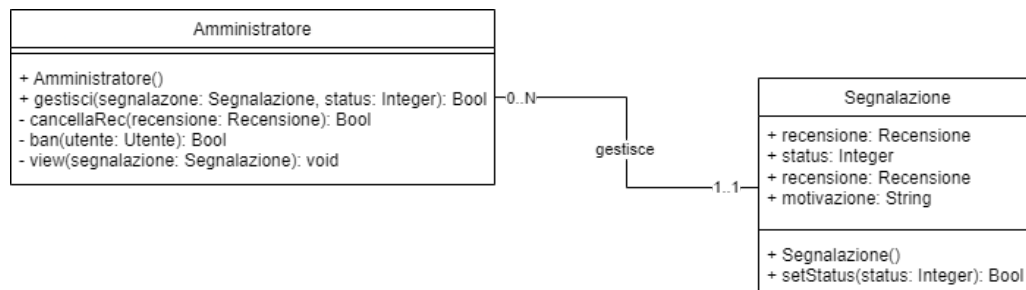 Amministratore
+ Amministratore()
+ gestisci(segnalazone: Segnalazione, status: Integer): Bool
- cancellaRec(recensione: Recensione): Bool
- ban(utente: Utente): Bool
- view(segnalazione: Segnalazione): void
0..N
gestisce
1..1
Segnalazione
+ recensione: Recensione
+ status: Integer
+ recensione: Recensione
+ motivazione: String
+ Segnalazione()
+ setStatus(status: Integer): Bool